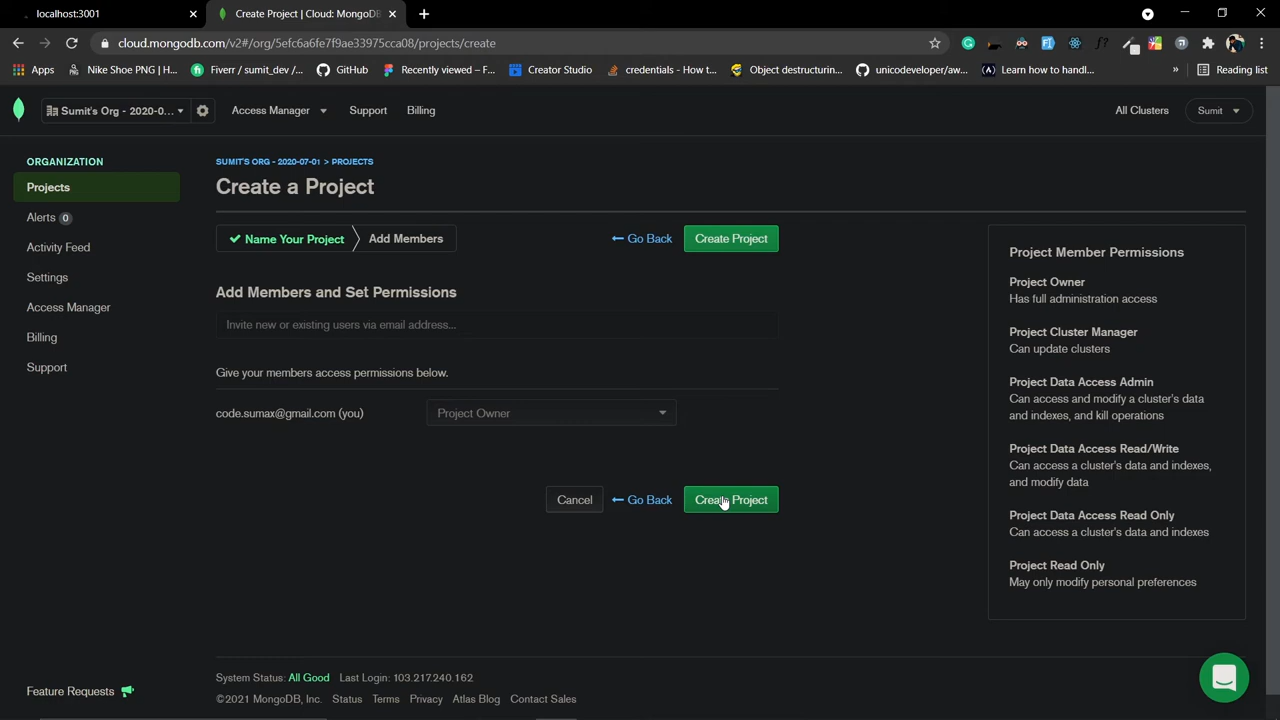 localhost:3001
Create Project | Cloud: MongoDB
cloud.mongodb.com/v2#/org/5efc6a6fe7f9ae33975cca08/projects/create
Apps
Nike Shoe PNG | H...
Fiverr / sumit_dev /...
GitHub
Recently viewed – F...
Creator Studio
credentials - How t...
Object destructurin...
unicodeveloper/aw...
Learn how to handl...
»
Reading list
Sumit's Org - 2020-0...
Access Manager
Support
Billing
All Clusters
Sumit
ORGANIZATION
Projects
Alerts 0
Activity Feed
Settings
Access Manager
Billing
Support
Feature Requests
SUMIT'S ORG - 2020-07-01 > PROJECTS
Create a Project
Name Your Project
Add Members
Go Back
Create Project
Add Members and Set Permissions
Invite new or existing users via email address...
Give your members access permissions below.
code.sumax@gmail.com (you)
Project Owner
Cancel
Go Back
Create Project
Project Member Permissions
Project Owner
Has full administration access
Project Cluster Manager
Can update clusters
Project Data Access Admin
Can access and modify a cluster's data
and indexes, and kill operations
Project Data Access Read/Write
Can access a cluster's data and indexes,
and modify data
Project Data Access Read Only
Can access a cluster's data and indexes
Project Read Only
May only modify personal preferences
System Status: All Good Last Login: 103.217.240.162
©2021 MongoDB, Inc. Status Terms Privacy Atlas Blog Contact Sales